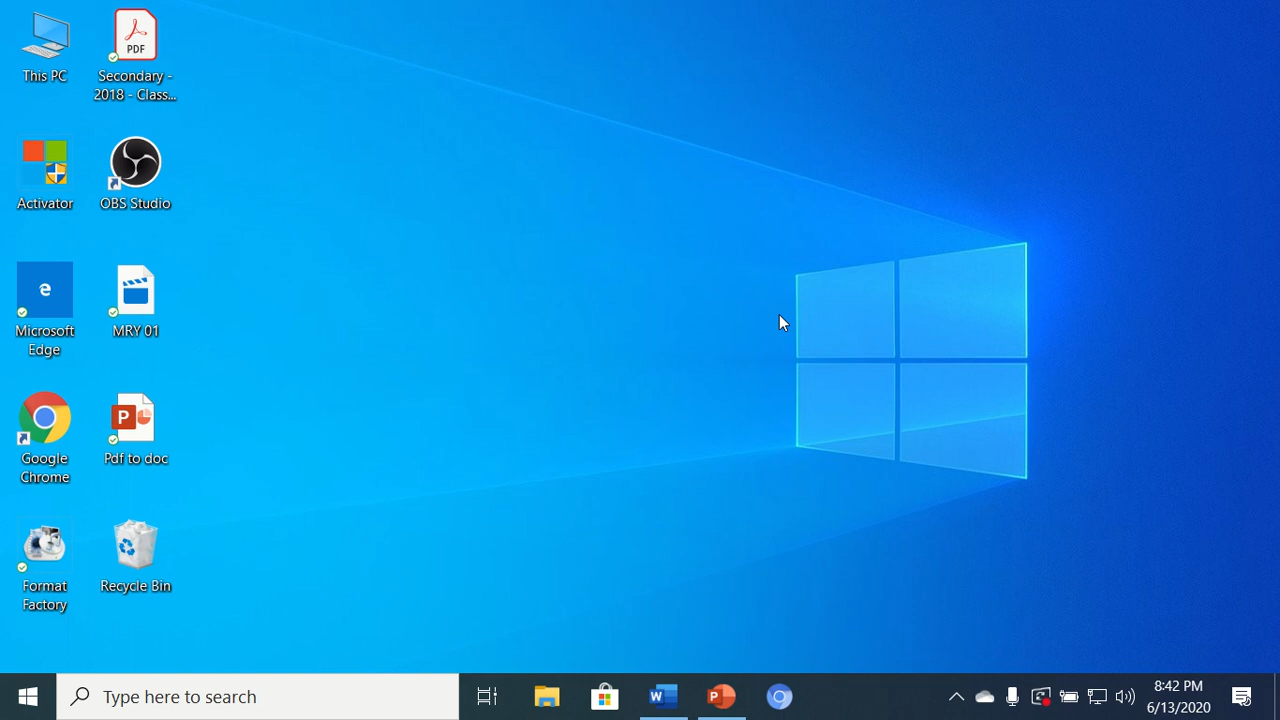 This PC
Secondary -
2018 - Class...
PDF
Activator
OBS Studio
Microsoft
Edge
MRY 01
Google
Chrome
P
Pdf to doc
Format
Factory
Recycle Bin
Type here to search
W
P
8:42 PM
6/13/2020